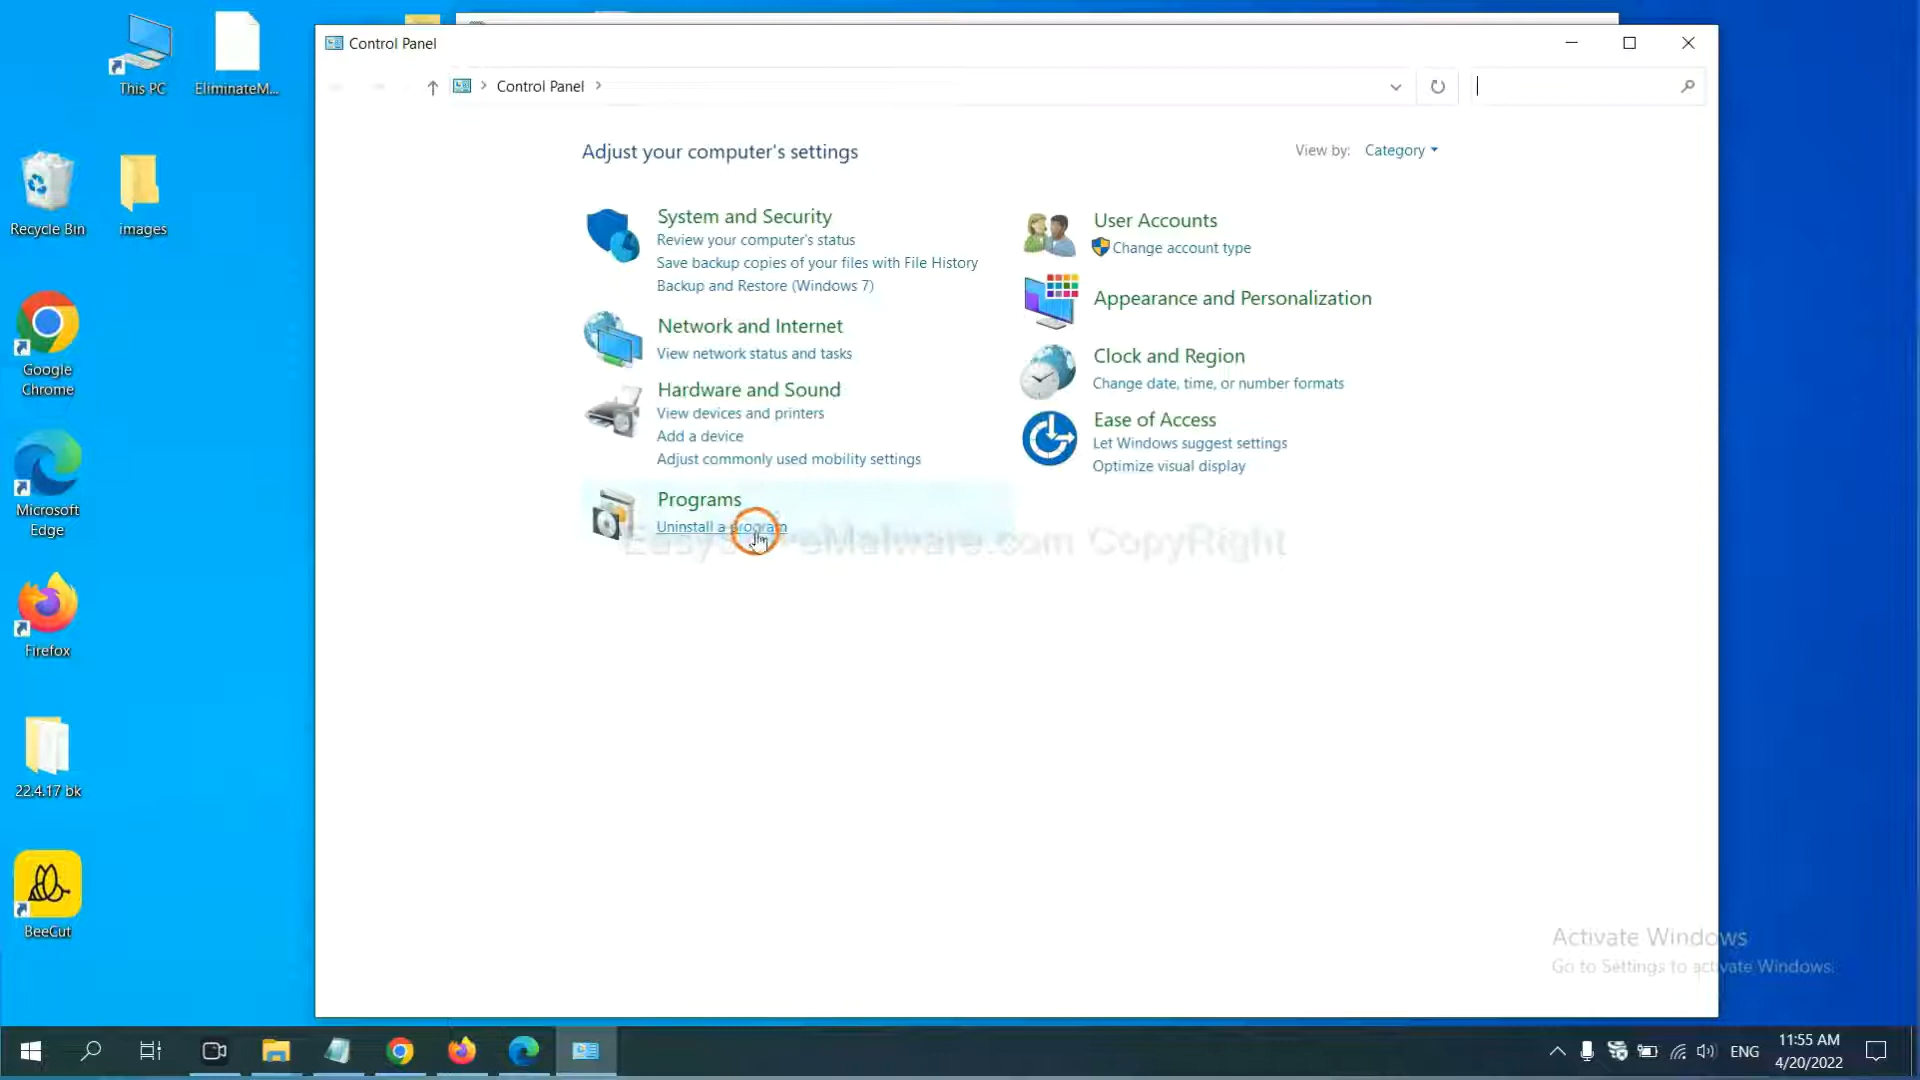 Control Panel
Control Panel
Adjust your computer's settings
View by: Category
System and Security
Review your computer's status
Save backup copies of your files with File History
Backup and Restore (Windows 7)
Network and Internet
View network status and tasks
Hardware and Sound
View devices and printers
Add a device
Adjust commonly used mobility settings
Programs
Uninstall a program
User Accounts
Change account type
Appearance and Personalization
Clock and Region
Change date, time, or number formats
Ease of Access
Let Windows suggest settings
Optimize visual display
CopyRight
This PC
EliminateM...
Recycle Bin
images
Google
Chrome
Microsoft
Edge
Firefox
22.4.17 bk
BeeCut
Activate Windows
Go to Settings to activate Windows.
ENG
11:55 AM
4/20/2022